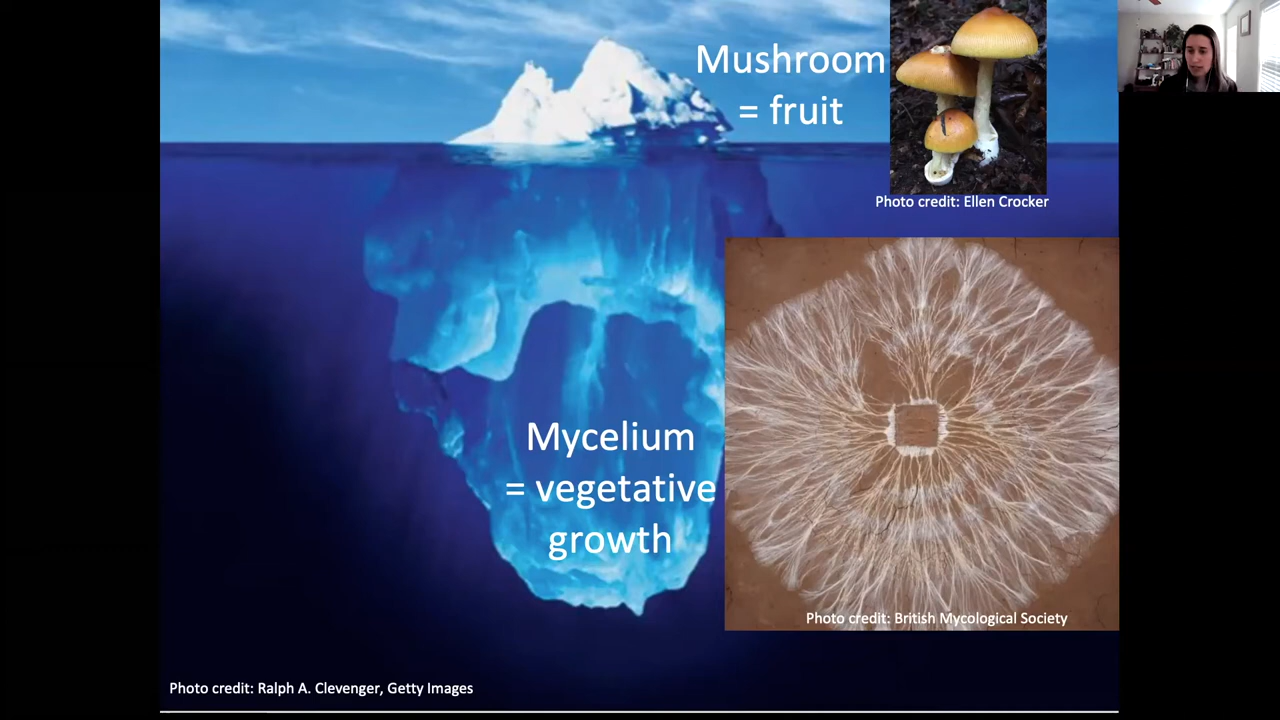 Mushroom
= fruit
Photo credit: Ellen Crocker
Mycelium
= vegetative
growth
Photo credit: British Mycological Society
Photo credit: Ralph A. Clevenger, Getty Images